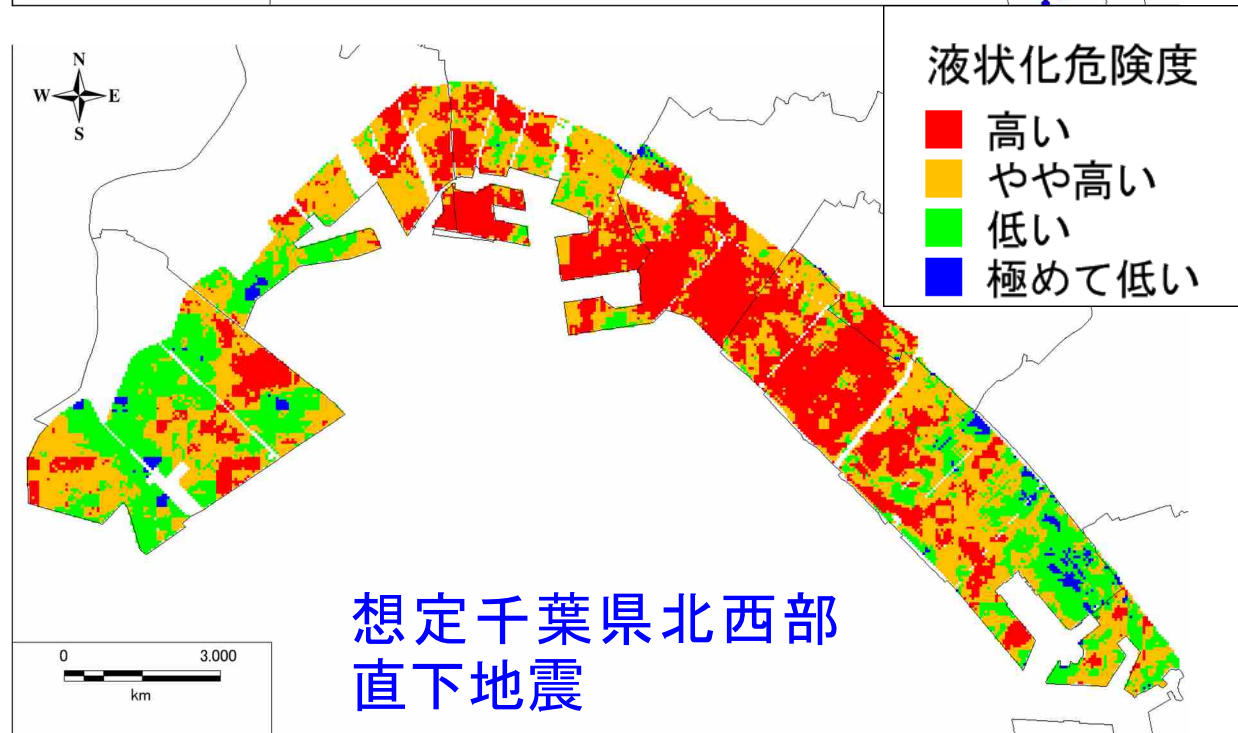 N
W E
S
液状化危険度
高い
やや高い
低い
極めて低い
想定千葉県北西部
直下地震
0 3.000
km